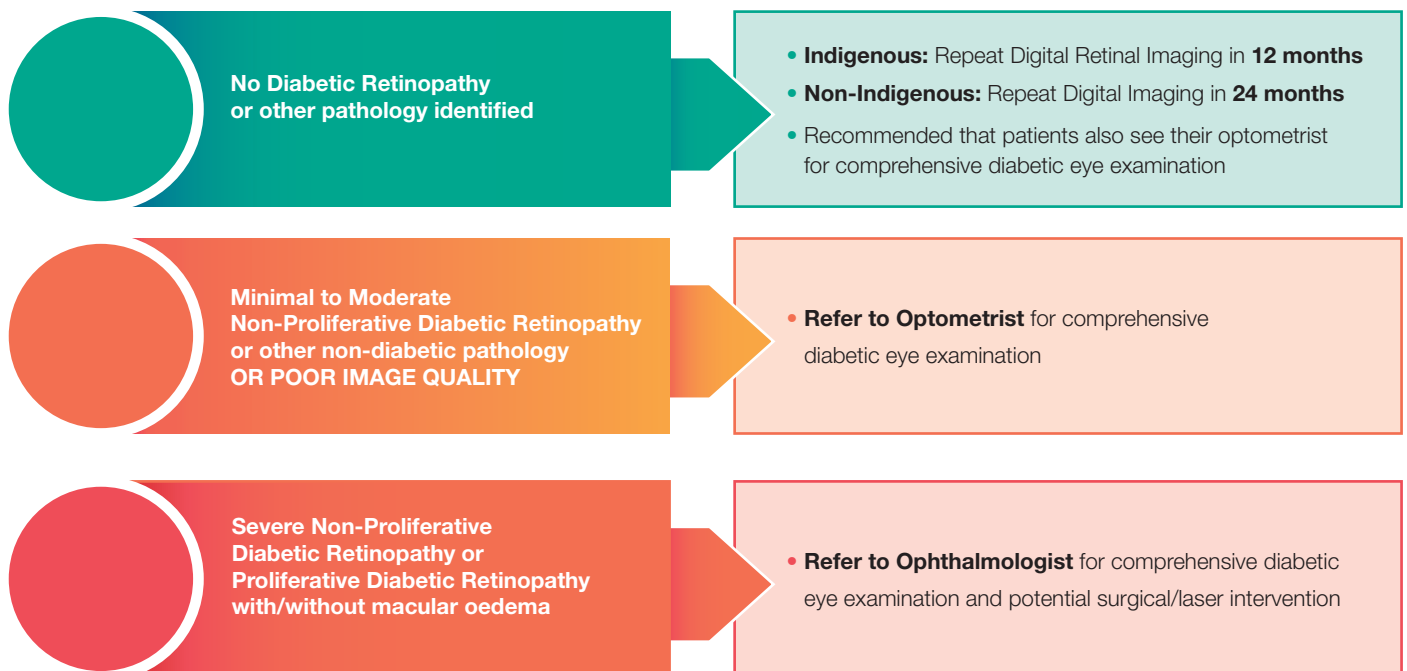 No Diabetic Retinopathy
or other pathology identified
• Indigenous: Repeat Digital Retinal Imaging in 12 months
• Non-Indigenous: Repeat Digital Imaging in 24 months
• Recommended that patients also see their optometrist
for comprehensive diabetic eye examination
Minimal to Moderate
Non-Proliferative Diabetic Retinopathy
or other non-diabetic pathology
OR POOR IMAGE QUALITY
• Refer to Optometrist for comprehensive
diabetic eye examination
Severe Non-Proliferative
Diabetic Retinopathy or
Proliferative Diabetic Retinopathy
with/without macular oedema
• Refer to Ophthalmologist for comprehensive diabetic
eye examination and potential surgical/laser intervention